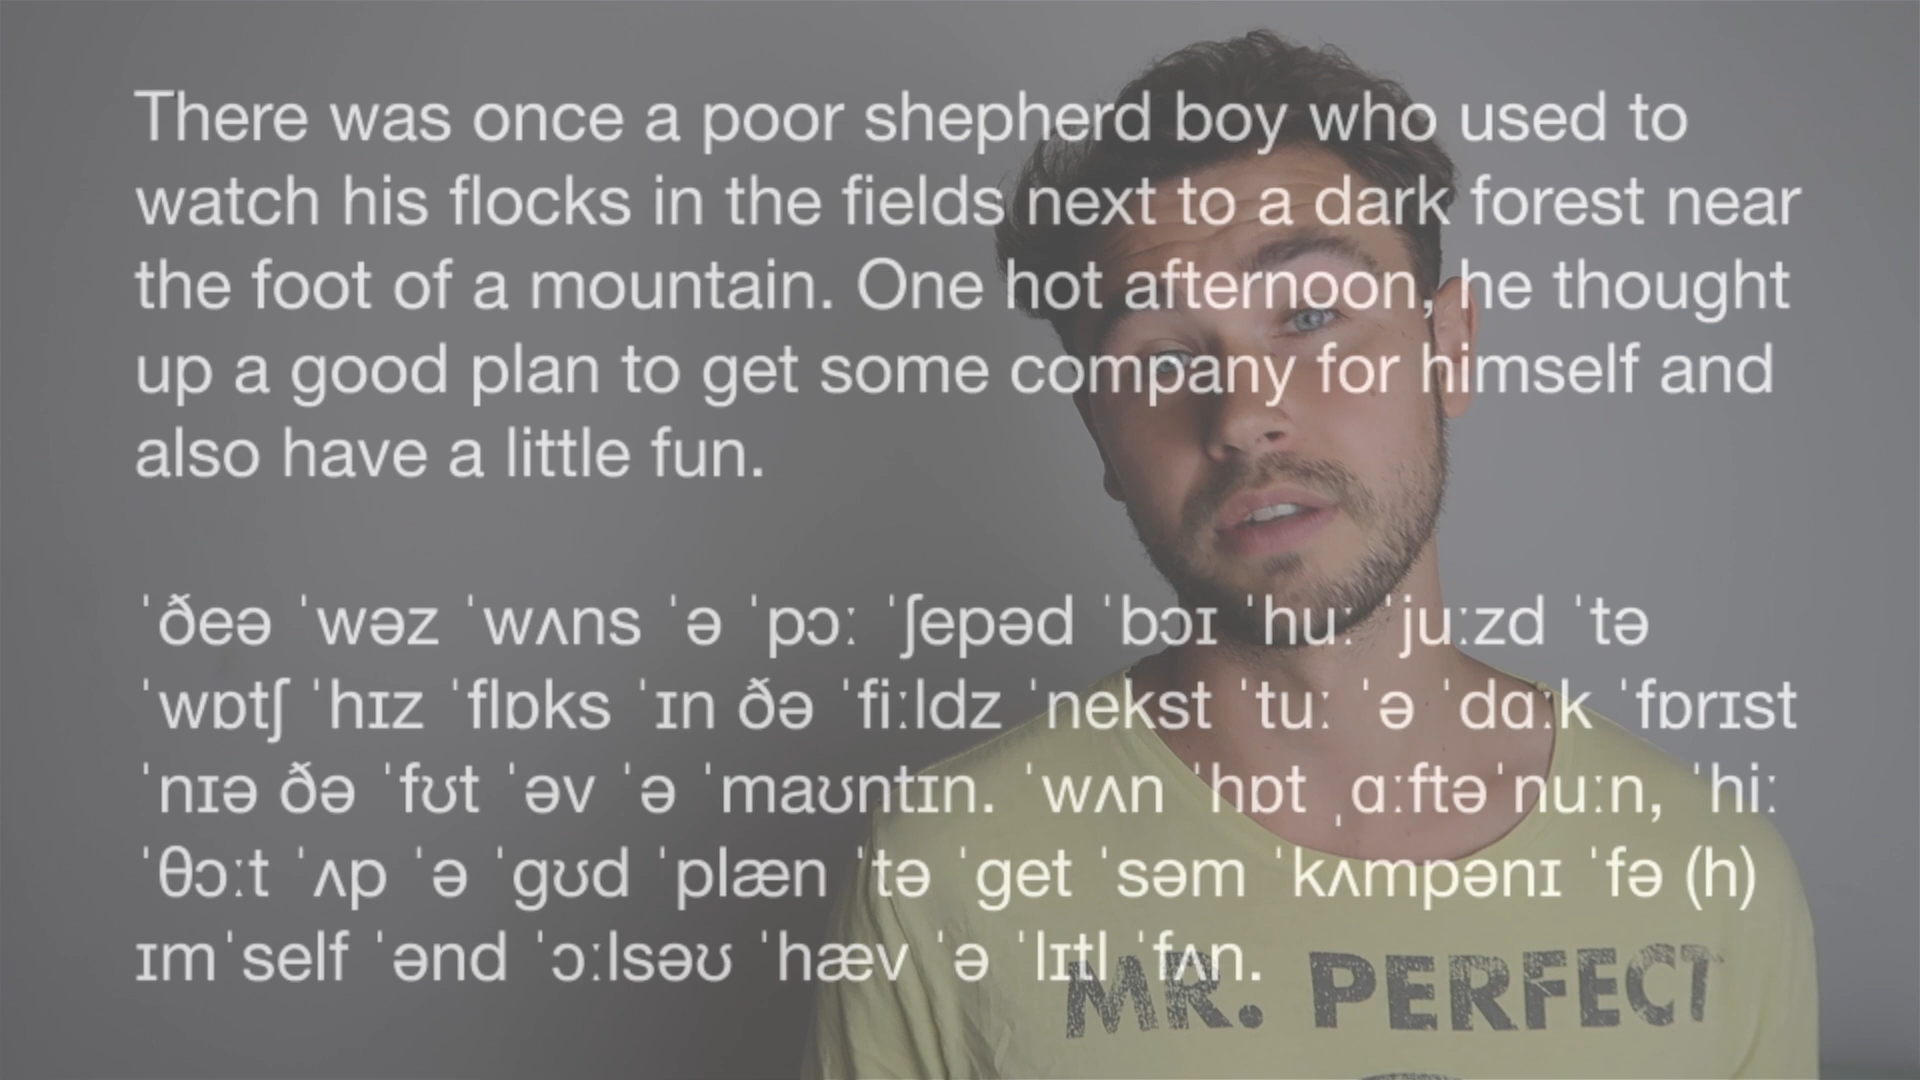 There was once a poor shepherd boy who used to
watch his flocks in the fields next to a dark forest near
the foot of a mountain. One hot afternoon, he thought
up a good plan to get some company for himself and
also have a little fun.
ˈðeə ˈwəz ˈwʌns ˈə ˈpɔː ˈʃepəd ˈbɔɪ ˈhuː ˈjuːzd ˈtə
ˈwɒtʃ ˈhɪz ˈflɒks ˈɪn ðə ˈfiːldz ˈnekst ˈtuː ˈə ˈdɑːk ˈfɒrɪst
ˈnɪə ðə ˈfʊt ˈəv ˈə ˈmaʊntɪn. ˈwʌn ˈhɒt ˌɑːftəˈnuːn, ˈhiː
ˈθɔːt ˈʌp ˈə ˈgʊd ˈplæn ˈtə ˈget ˈsəm ˈkʌmpənɪ ˈfə (h)
ɪmˈself ˈənd ˈɔːlsəʊ ˈhæv ˈə ˈlɪtl ˈfʌn.
MR. PERFECT